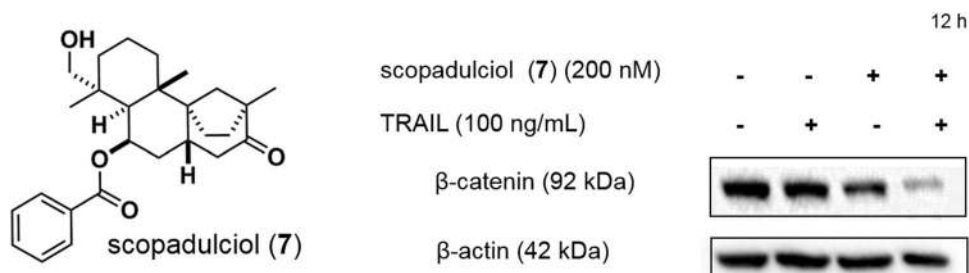 12 h
OH
scopadulciol (7) (200 nM) - - + +
TRAIL (100 ng/mL) - + - +
H
O
O
H
O
β-catenin (92 kDa)
scopadulciol (7)
β-actin (42 kDa)